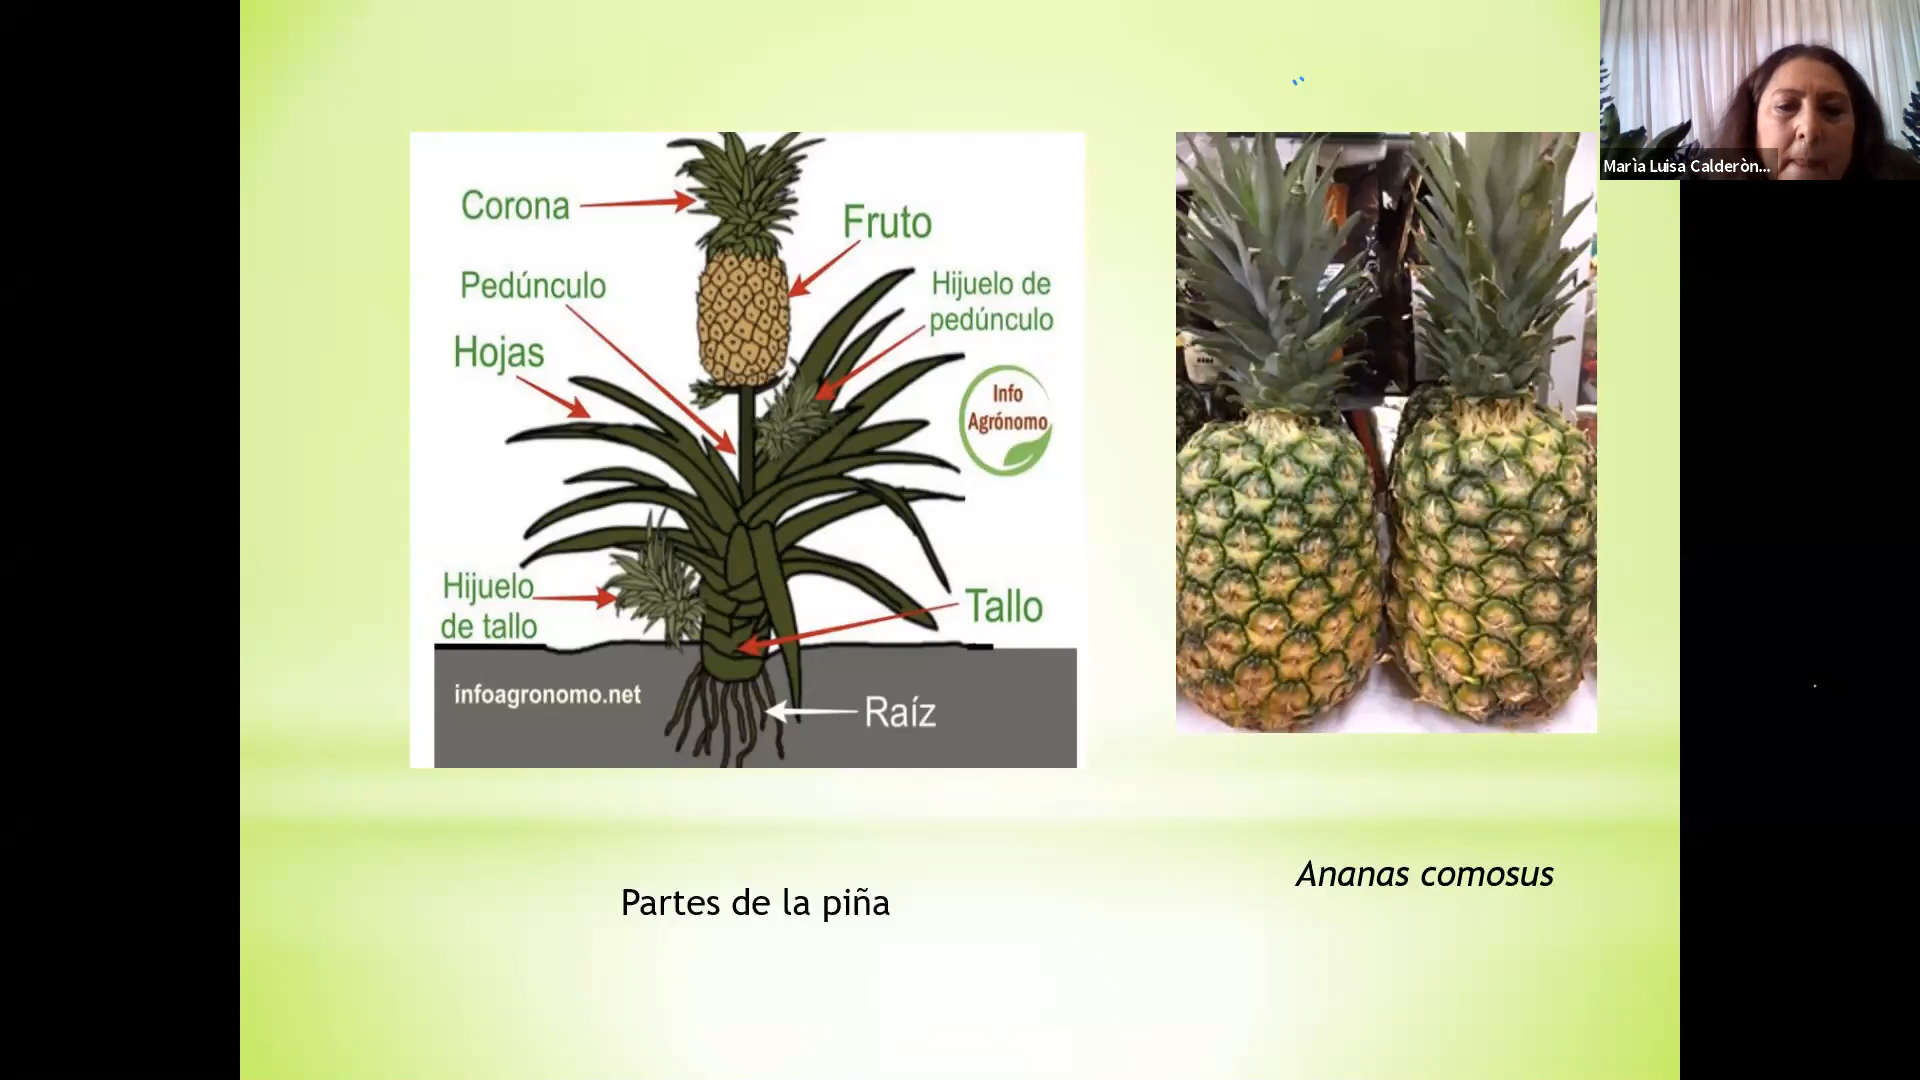 Corona
Fruto
Pedúnculo
Hijuelo de
pedúnculo
Hojas
Info
Agrónomo
Hijuelo
de tallo
Tallo
infoagronomo.net
Raíz
Partes de la piña
Ananas comosus
Marìa Luisa Calderòn...